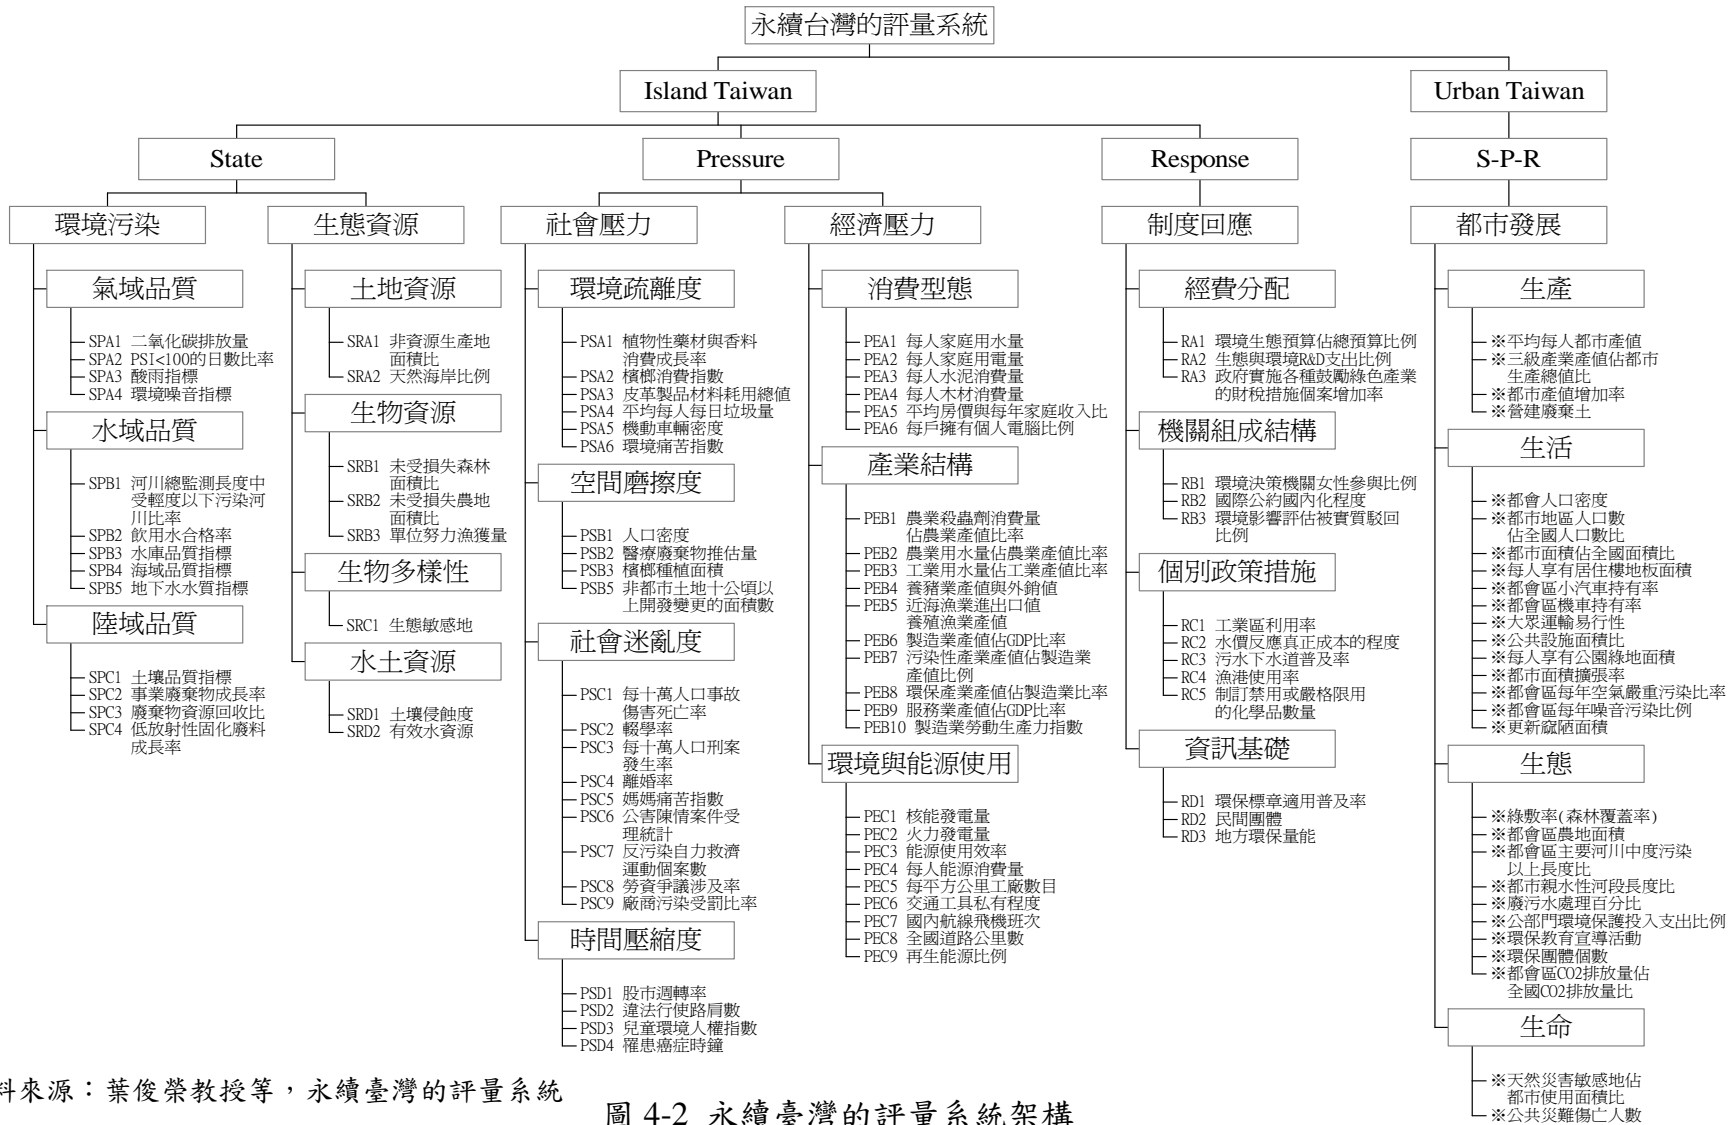 永續台灣的評量系統
Island Taiwan
Urban Taiwan
State
Pressure
Response
S-P-R
環境污染
生態資源
社會壓力
經濟壓力
制度回應
都市發展
氣域品質
SPA1 二氧化碳排放量
SPA2 PSI<100的日數比率
SPA3 酸雨指標
SPA4 環境噪音指標
水域品質
SPB1 河川總監測長度中
受輕度以下污染河
川比率
SPB2 飲用水合格率
SPB3 水庫品質指標
SPB4 海域品質指標
SPB5 地下水水質指標
陸域品質
SPC1 土壤品質指標
SPC2 事業廢棄物成長率
SPC3 廢棄物資源回收比
SPC4 低放射性固化廢料
成長率
土地資源
SRA1 非資源生產地
面積比
SRA2 天然海岸比例
生物資源
SRB1 未受損失森林
面積比
SRB2 未受損失農地
面積比
SRB3 單位努力漁獲量
生物多樣性
SRC1 生態敏感地
水土資源
SRD1 土壤侵蝕度
SRD2 有效水資源
環境疏離度
PSA1 植物性藥材與香料
消費成長率
PSA2 檳榔消費指數
PSA3 皮革製品材料耗用總值
PSA4 平均每人每日垃圾量
PSA5 機動車輛密度
PSA6 環境痛苦指數
空間磨擦度
PSB1 人口密度
PSB2 醫療廢棄物推估量
PSB3 檳榔種植面積
PSB5 非都市土地十公頃以
上開發變更的面積數
社會迷亂度
PSC1 每十萬人口事故
傷害死亡率
PSC2 輟學率
PSC3 每十萬人口刑案
發生率
PSC4 離婚率
PSC5 媽媽痛苦指數
PSC6 公害陳情案件受
理統計
PSC7 反污染自力救濟
運動個案數
PSC8 勞資爭議涉及率
PSC9 廠商污染受罰比率
時間壓縮度
PSD1 股市週轉率
PSD2 違法行使路肩數
PSD3 兒童環境人權指數
PSD4 罹患癌症時鐘
消費型態
PEA1 每人家庭用水量
PEA2 每人家庭用電量
PEA3 每人水泥消費量
PEA4 每人木材消費量
PEA5 平均房價與每年家庭收入比
PEA6 每戶擁有個人電腦比例
產業結構
PEB1 農業殺蟲劑消費量
佔農業產值比率
PEB2 農業用水量佔農業產值比率
PEB3 工業用水量佔工業產值比率
PEB4 養豬業產值與外銷值
PEB5 近海漁業進出口值
養殖漁業產值
PEB6 製造業產值佔GDP比率
PEB7 污染性產業產值佔製造業
產值比例
PEB8 環保產業產值佔製造業比率
PEB9 服務業產值佔GDP比率
PEB10 製造業勞動生產力指數
環境與能源使用
PEC1 核能發電量
PEC2 火力發電量
PEC3 能源使用效率
PEC4 每人能源消費量
PEC5 每平方公里工廠數目
PEC6 交通工具私有程度
PEC7 國內航線飛機班次
PEC8 全國道路公里數
PEC9 再生能源比例
經費分配
RA1 環境生態預算佔總預算比例
RA2 生態與環境R&D支出比例
RA3 政府實施各種鼓勵綠色產業
的財稅措施個案增加率
機關組成結構
RB1 環境決策機關女性參與比例
RB2 國際公約國內化程度
RB3 環境影響評估被實質駁回
比例
個別政策措施
RC1 工業區利用率
RC2 水價反應真正成本的程度
RC3 污水下水道普及率
RC4 漁港使用率
RC5 制訂禁用或嚴格限用
的化學品數量
資訊基礎
RD1 環保標章適用普及率
RD2 民間團體
RD3 地方環保量能
生產
※平均每人都市產值
※三級產業產值佔都市
生產總值比
※都市產值增加率
※營建廢棄土
生活
※都會人口密度
※都市地區人口數
佔全國人口數比
※都市面積佔全國面積比
※每人享有居住樓地板面積
※都會區小汽車持有率
※都會區機車持有率
※大眾運輸易行性
※公共設施面積比
※每人享有公園綠地面積
※都市面積擴張率
※都會區每年空氣嚴重污染比率
※都會區每年噪音污染比例
※更新窳陋面積
生態
※綠敷率(森林覆蓋率)
※都會區農地面積
※都會區主要河川中度污染
以上長度比
※都市親水性河段長度比
※廢污水處理百分比
※公部門環境保護投入支出比例
※環保教育宣導活動
※環保團體個數
※都會區CO2排放量佔
全國CO2排放量比
生命
※天然災害敏感地佔
都市使用面積比
※公共災難傷亡人數
料來源：葉俊榮教授等，永續臺灣的評量系統
圖 4-2 永續臺灣的評量系統架構